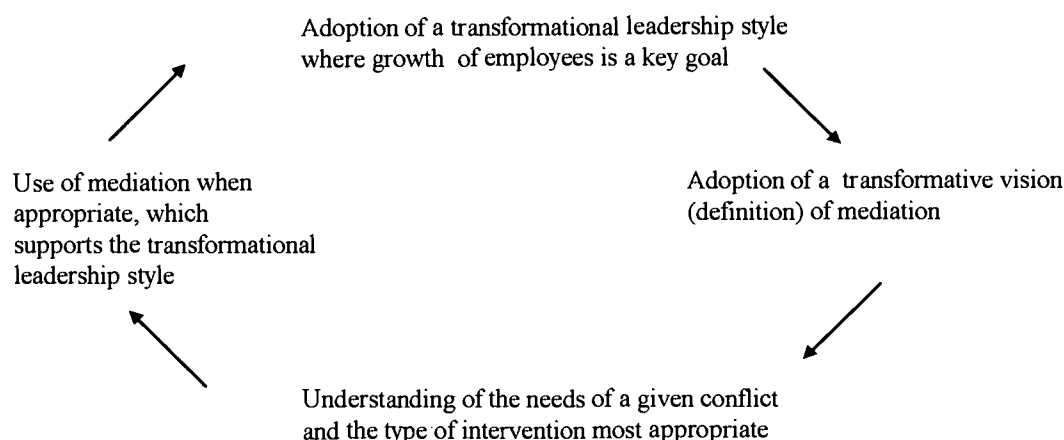 Adoption of a transformational leadership style
where growth of employees is a key goal
Adoption of a transformative vision
(definition) of mediation
Understanding of the needs of a given conflict
and the type of intervention most appropriate
Use of mediation when
appropriate, which
supports the transformational
leadership style